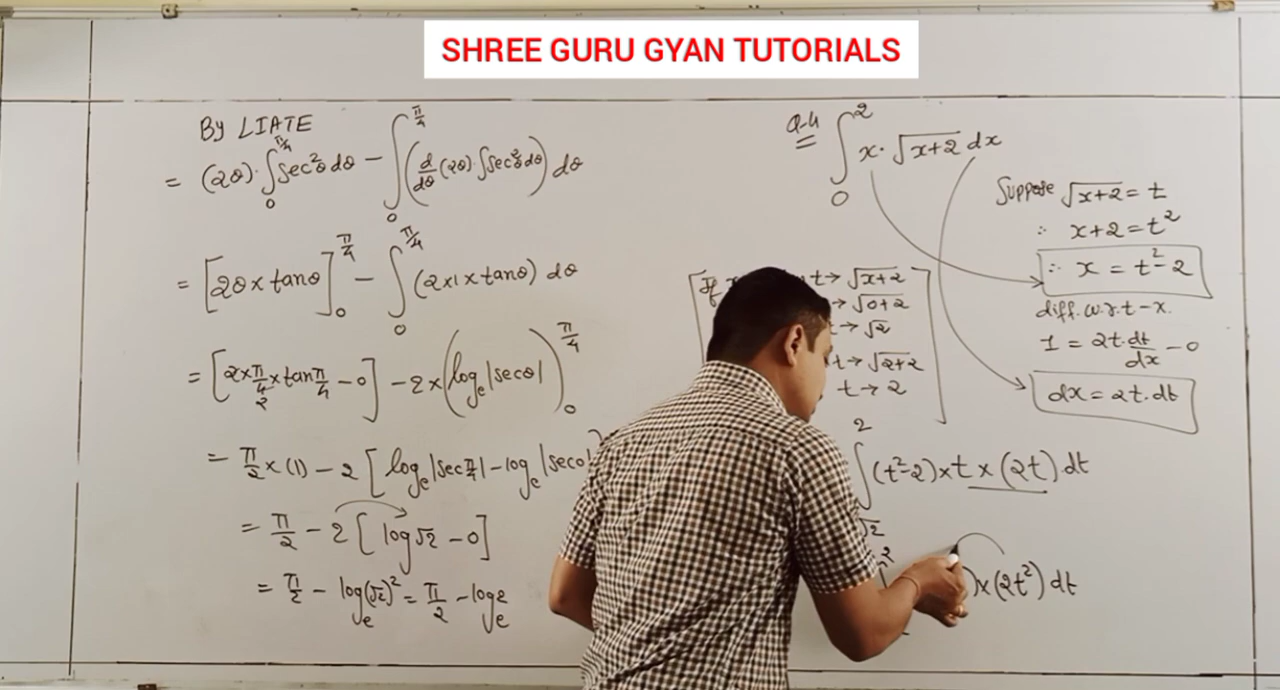 SHREE GURU GYAN TUTORIALS
By LIATE
= (2θ)·∫₀^{π/4} sec²θ dθ − ∫₀^{π/4} (d/dθ (2θ)·∫sec²θ dθ) dθ
= [2θ × tanθ]₀^{π/4} − ∫₀^{π/4} (2×1×tanθ) dθ
= [2×π/4×tan π/4 − 0] − 2×(logₑ|secθ|)₀^{π/4}
= π/2 × (1) − 2 [logₑ|sec π/4| − logₑ|sec0|
= π/2 − 2 [log√2 − 0]
= π/2 − logₑ(√2)² = π/2 − logₑ2
Q-4 ∫₀² x·√(x+2) dx
Suppose √(x+2) = t
∴ x+2 = t²
∴ x = t²−2
diff. w.r.t − x.
1 = 2t·dt/dx − 0
dx = 2t·dt
If t → √(x+2)
→ √(0+2)
t → √2
t → √(2+2)
t → 2
∫_{√2}^{2} (t²−2) × t × (2t) dt
) × (2t²) dt